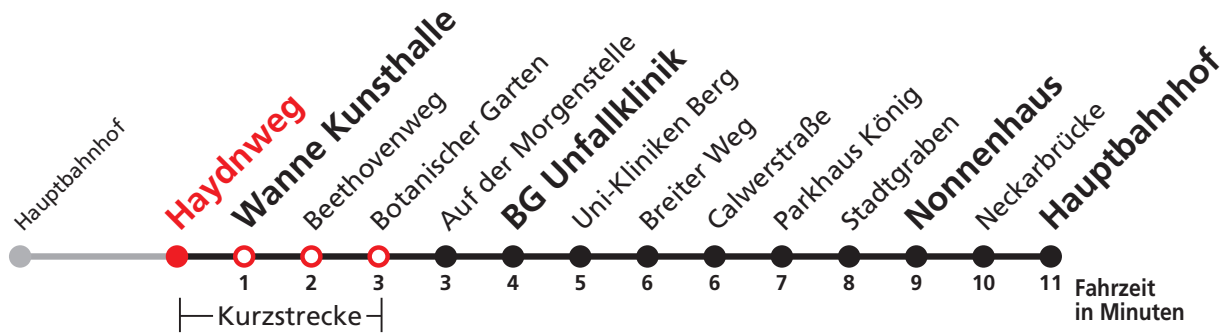 Hauptbahnhof
Haydnweg
Wanne Kunsthalle
Beethovenweg
Botanischer Garten
Auf der Morgenstelle
BG Unfallklinik
Uni-Kliniken Berg
Breiter Weg
Calwerstraße
Parkhaus König
Stadtgraben
Nonnenhaus
Neckarbrücke
Hauptbahnhof
1 2 3 3 4 5 6 6 7 8 9 10 11
Fahrzeit
in Minuten
Kurzstrecke